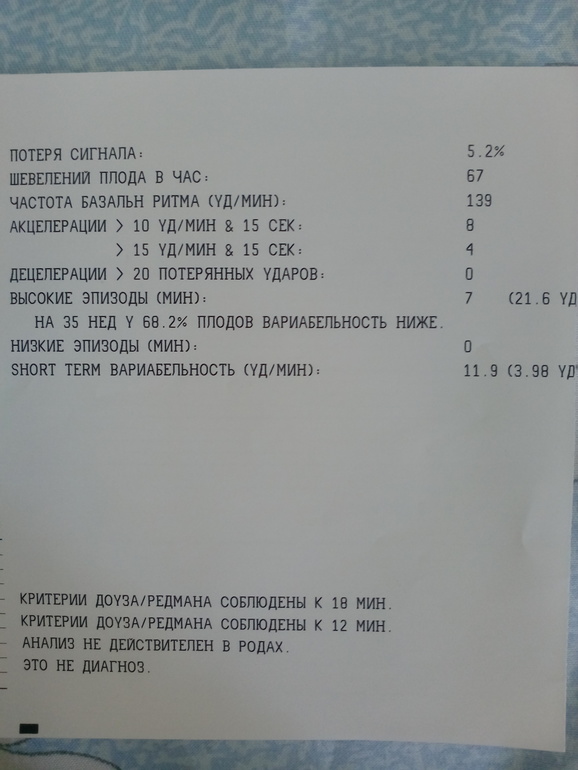 ПОТЕРЯ СИГНАЛА: 5.2%
ШЕВЕЛЕНИЙ ПЛОДА В ЧАС: 67
ЧАСТОТА БАЗАЛЬН РИТМА (УД/МИН): 139
АКЦЕЛЕРАЦИИ > 10 УД/МИН & 15 СЕК: 8
> 15 УД/МИН & 15 СЕК: 4
ДЕЦЕЛЕРАЦИИ > 20 ПОТЕРЯННЫХ УДАРОВ: 0
ВЫСОКИЕ ЭПИЗОДЫ (МИН): 7 (21.6 УД
НА 35 НЕД У 68.2% ПЛОДОВ ВАРИАБЕЛЬНОСТЬ НИЖЕ.
НИЗКИЕ ЭПИЗОДЫ (МИН): 0
SHORT TERM ВАРИАБЕЛЬНОСТЬ (УД/МИН): 11.9 (3.98 УД
КРИТЕРИИ ДОУЗА/РЕДМАНА СОБЛЮДЕНЫ К 18 МИН.
КРИТЕРИИ ДОУЗА/РЕДМАНА СОБЛЮДЕНЫ К 12 МИН.
АНАЛИЗ НЕ ДЕЙСТВИТЕЛЕН В РОДАХ.
ЭТО НЕ ДИАГНОЗ.